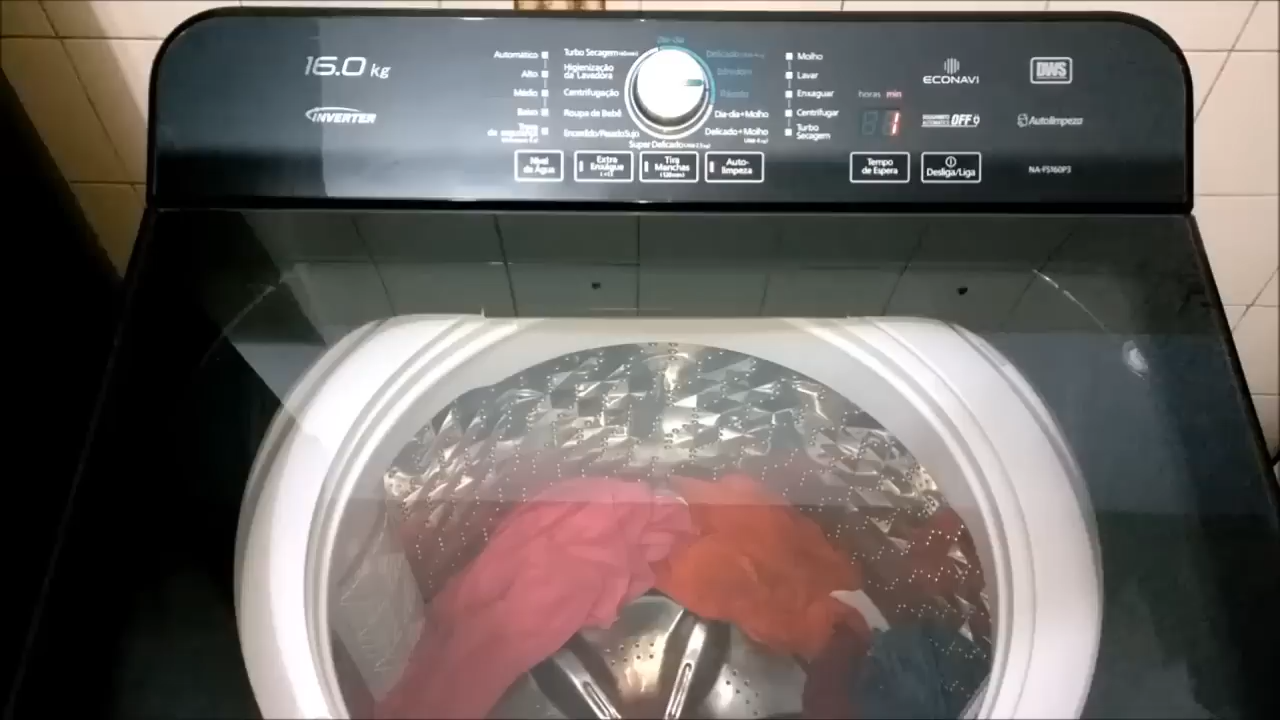 16.0 kg
INVERTER
Automático
Alto
Médio
Baixo
Turbo Secagem
Higienização
da Lavadora
Centrifugação
Roupa de Bebê
Encardido/Pesado/Sujo
Dia-dia
Delicado
Edredom
Rápido
Dia-dia+Molho
Delicado+Molho
Super Delicado
Molho
Lavar
Enxaguar
Centrifugar
Turbo
Secagem
horas min
1
ECONAVI
OFF
DWS
Autolimpeza
NA-FS160P3
Nível
de Água
Extra
Enxágue
Tira
Manchas
Auto-
limpeza
Tempo
de Espera
Desliga/Liga